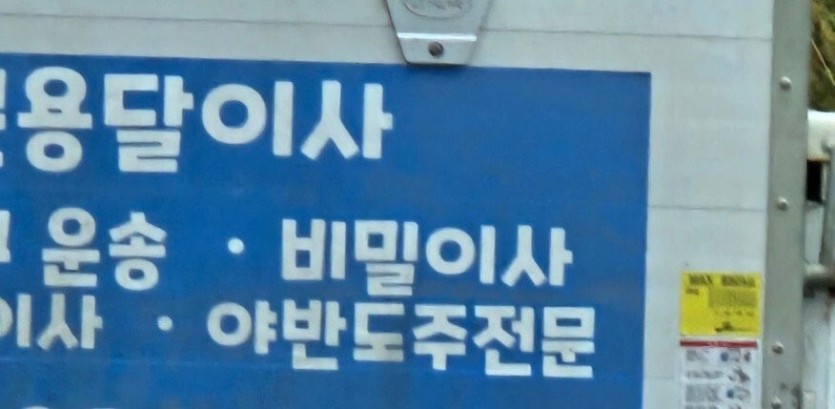 용달이사
운송 · 비밀이사
이사 · 야반도주전문